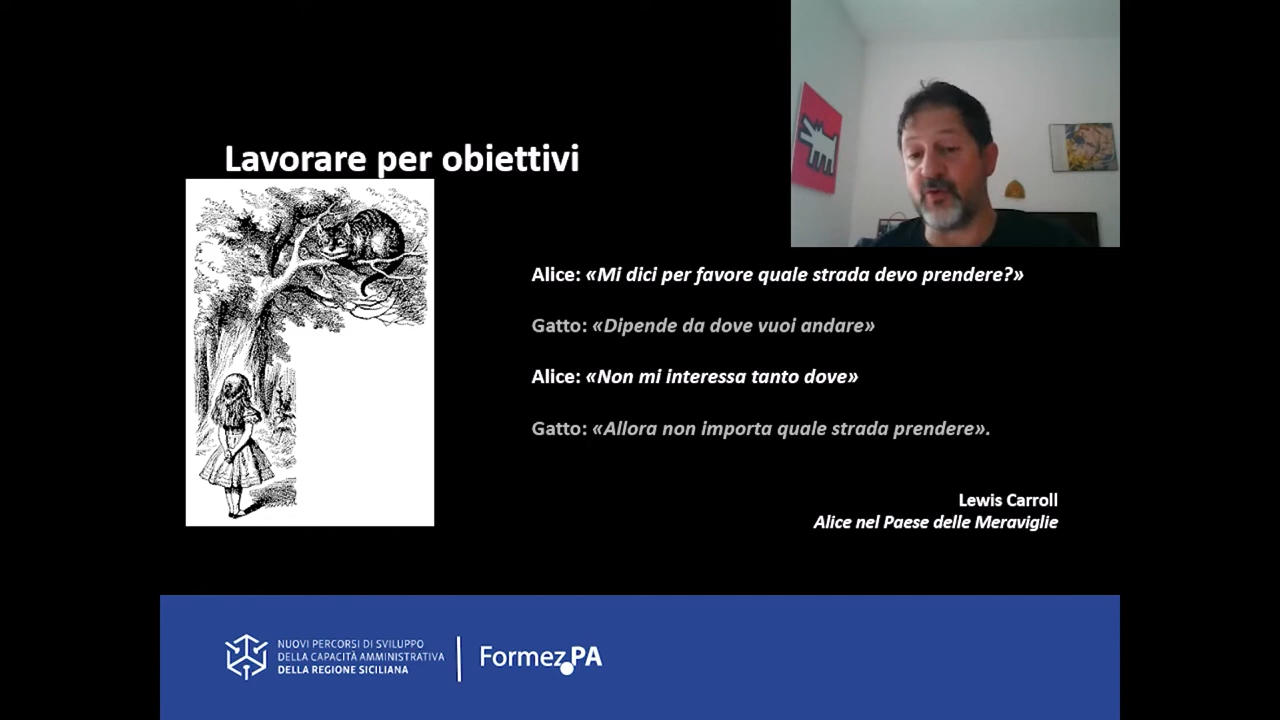 Lavorare per obiettivi
Alice: «Mi dici per favore quale strada devo prendere?»
Gatto: «Dipende da dove vuoi andare»
Alice: «Non mi interessa tanto dove»
Gatto: «Allora non importa quale strada prendere».
Lewis Carroll
Alice nel Paese delle Meraviglie
NUOVI PERCORSI DI SVILUPPO
DELLA CAPACITÀ AMMINISTRATIVA
DELLA REGIONE SICILIANA
Formez.PA